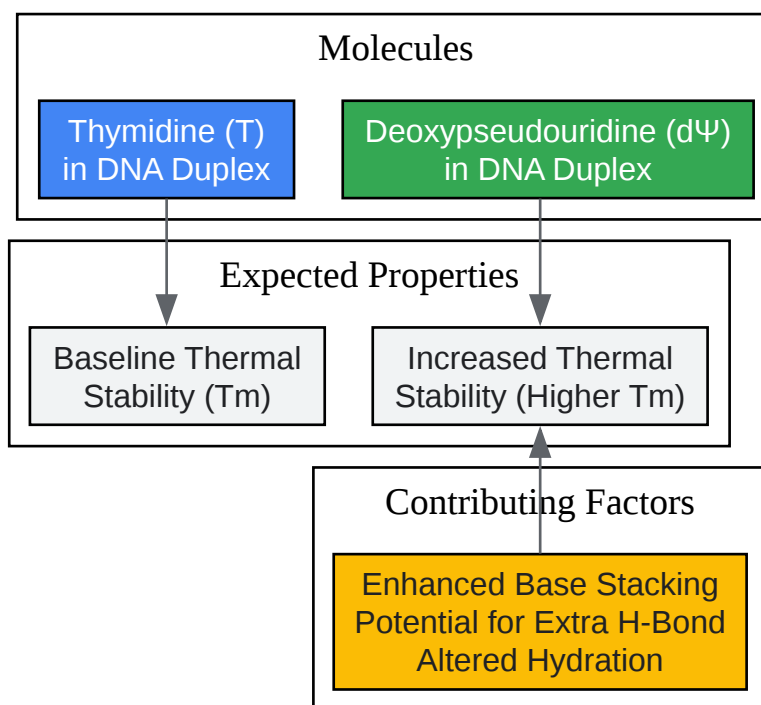 Molecules
Thymidine (T)
in DNA Duplex
Deoxypseudouridine (dΨ)
in DNA Duplex
Expected Properties
Baseline Thermal
Stability (Tm)
Increased Thermal
Stability (Higher Tm)
Contributing Factors
Enhanced Base Stacking
Potential for Extra H-Bond
Altered Hydration